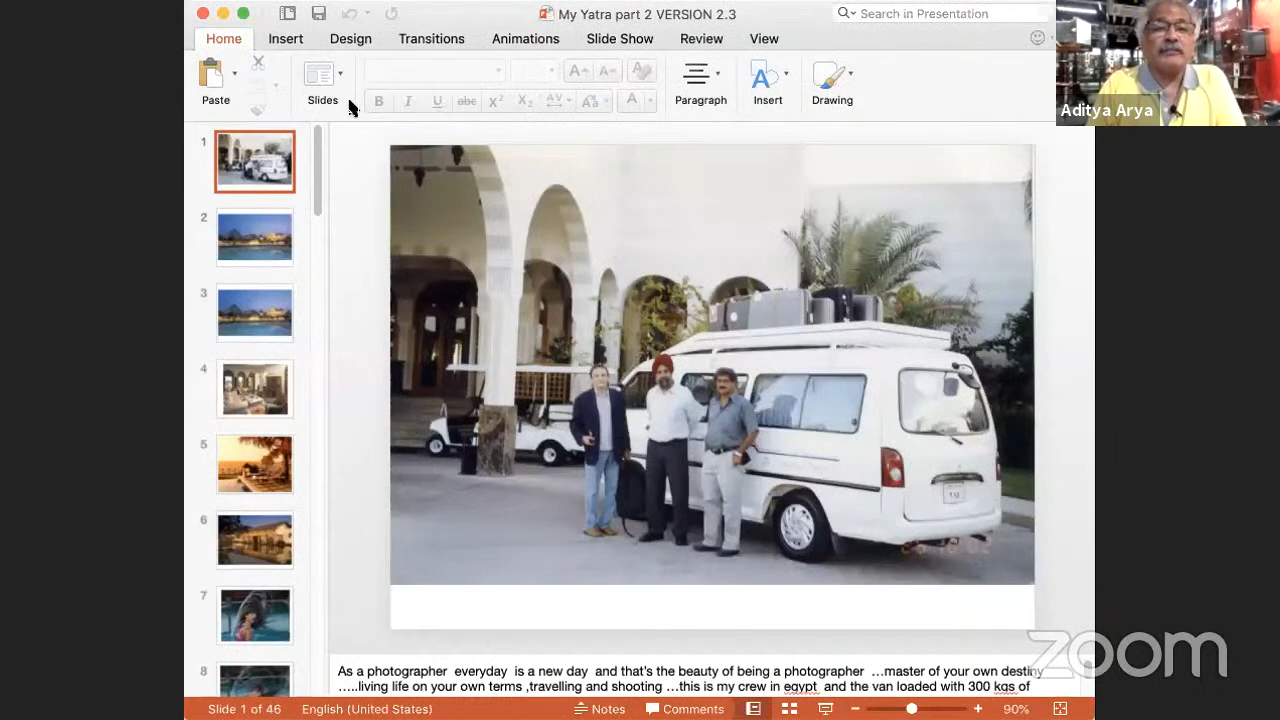 My Yatra part 2 VERSION 2.3
Search in Presentation
Home Insert Design Transitions Animations Slide Show Review View
Paste Slides Paragraph Insert Drawing
Aditya Arya
1
2
3
4
5
6
7
8
As a photographer everyday is a new day and that's the beauty of being a photographer ...master of your own destiny
.....living life on your own terms ,travelling and shooting ...this is my crew in egypt and the van loaded with 300 kgs of
zoom
Slide 1 of 46 English (United States) Notes Comments 90%